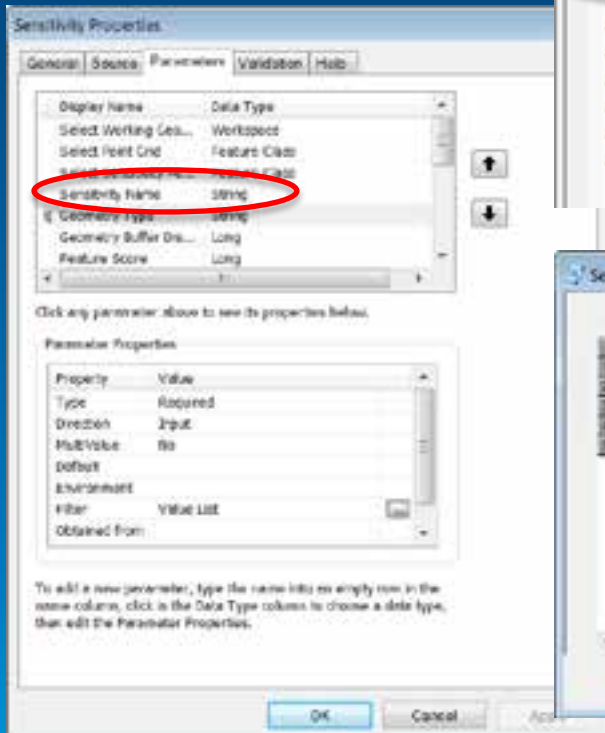 Sensitivity Properties
General Source Parameters Validation Help
Display Name Data Type
Select Working Geo... Workspace
Select Point Grid Feature Class
Feature Class
Sensitivity Name String
Geometry Type String
Geometry Buffer Dis... Long
Feature Score Long
Click any parameter above to see its properties below.
Parameter Properties
Property Value
Type Required
Direction Input
MultiValue No
Default
Environment
Filter Value List
Obtained from
To add a new parameter, type the name into an empty row in the
name column, click in the Data Type column to choose a data type,
then edit the Parameter Properties.
OK Cancel
Se